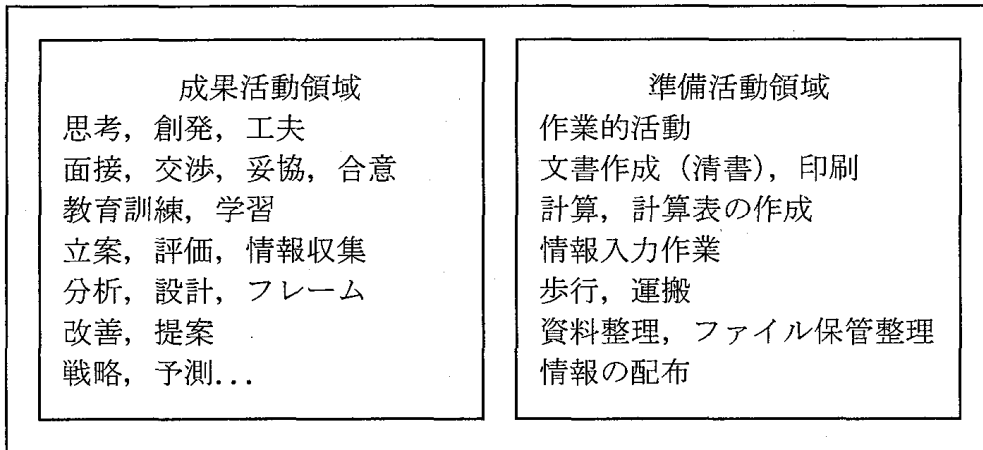 成果活動領域
思考，創発，工夫
面接，交渉，妥協，合意
教育訓練，学習
立案，評価，情報収集
分析，設計，フレーム
改善，提案
戦略，予測...
準備活動領域
作業的活動
文書作成（清書），印刷
計算，計算表の作成
情報入力作業
歩行，運搬
資料整理，ファイル保管整理
情報の配布